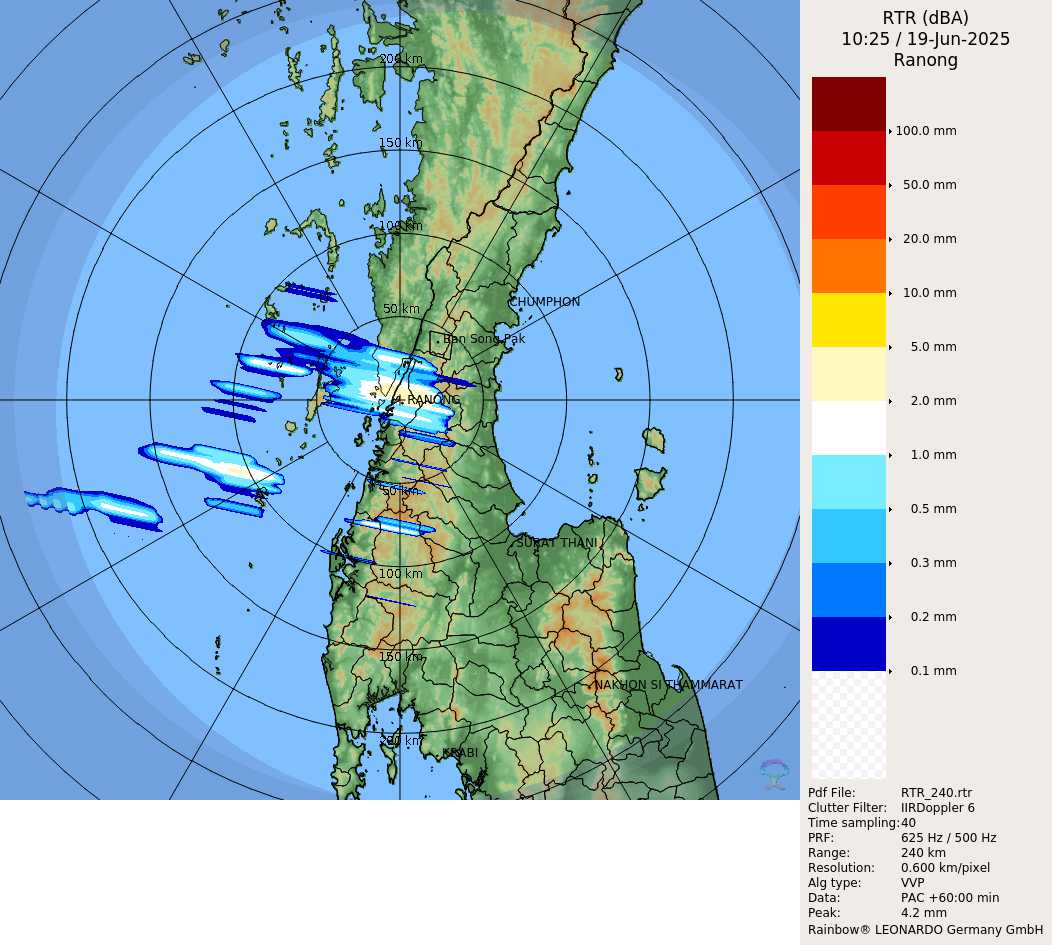 RTR (dBA)
10:25 / 19-Jun-2025
Ranong
200 km
150 km
100 km
50 km
CHUMPHON
Ban Song Pak
RANONG
50 km
SURAT THANI
100 km
150 km
NAKHON SI THAMMARAT
200 km
KRABI
100.0 mm
50.0 mm
20.0 mm
10.0 mm
5.0 mm
2.0 mm
1.0 mm
0.5 mm
0.3 mm
0.2 mm
0.1 mm
Pdf File: RTR_240.rtr
Clutter Filter: IIRDoppler 6
Time sampling:40
PRF: 625 Hz / 500 Hz
Range: 240 km
Resolution: 0.600 km/pixel
Alg type: VVP
Data: PAC +60:00 min
Peak: 4.2 mm
Rainbow® LEONARDO Germany GmbH